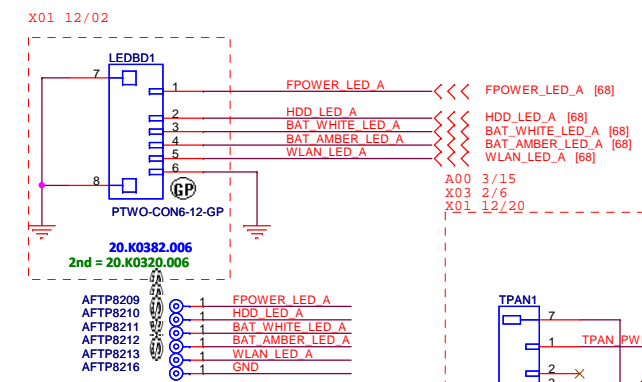 X01 12/02
LEDBD1
7
1 FPOWER_LED_A FPOWER_LED_A [68]
2 HDD_LED_A HDD_LED_A [68]
3 BAT_WHITE_LED_A BAT_WHITE_LED_A [68]
4 BAT_AMBER_LED_A BAT_AMBER_LED_A [68]
5 WLAN_LED_A WLAN_LED_A [68]
6
8
GP
PTWO-CON6-12-GP
A00 3/15
X03 2/6
X01 12/20
20.K0382.006
2nd = 20.K0320.006
AFTP8209 1 FPOWER_LED_A
AFTP8210 1 HDD_LED_A
AFTP8211 1 BAT_WHITE_LED_A
AFTP8212 1 BAT_AMBER_LED_A
AFTP8213 1 WLAN_LED_A
AFTP8216 1 GND
TPAN1
7
1 TPAN_PW
2